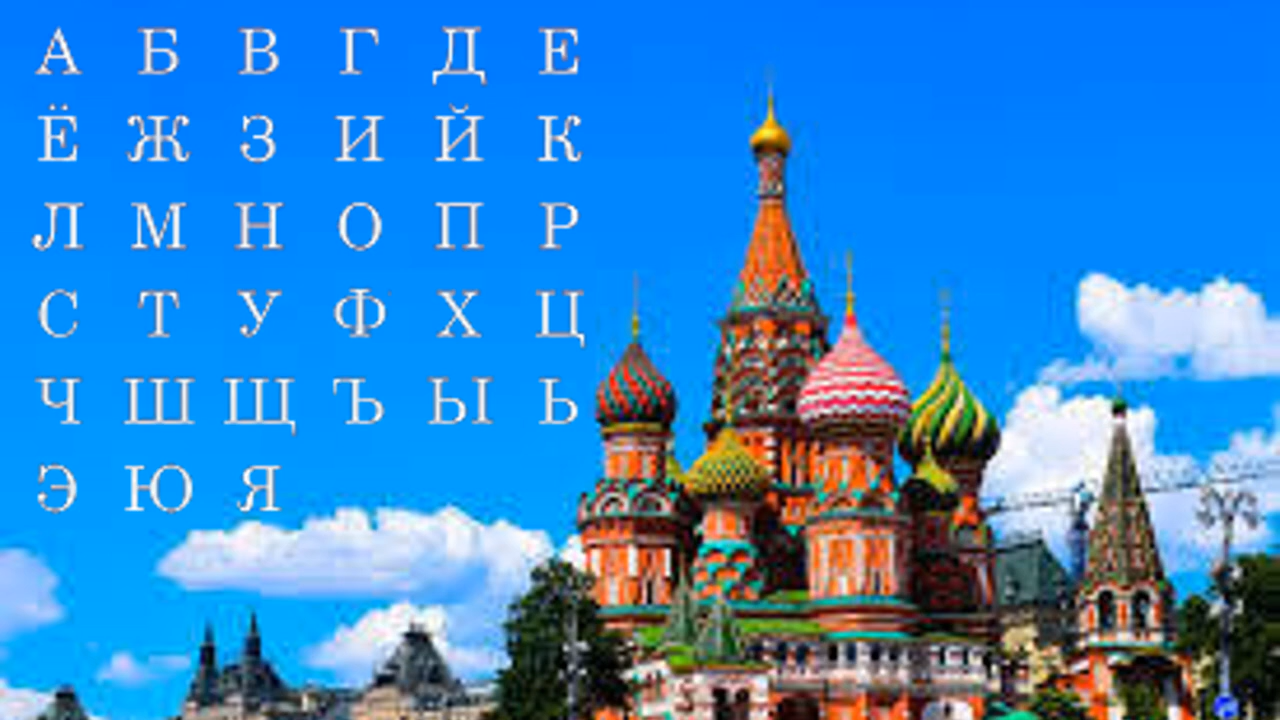 А Б В Г Д Е
Ё Ж З И Й К
Л М Н О П Р
С Т У Ф Х Ц
Ч Ш Щ Ъ Ы Ь
Э Ю Я